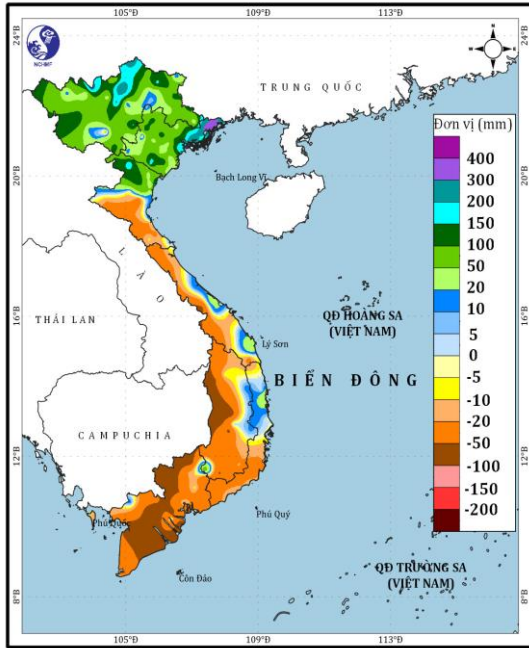 105°Đ 109°Đ 113°Đ
24°B
NCHMF
N
W E
S
TRUNG QUỐC
Đơn vị (mm)
400
300
200
150
100
50
20
10
5
0
-5
-10
-20
-50
-100
-150
-200
20°B
Bạch Long Vĩ
LÀO
THÁI LAN
16°B
QĐ HOÀNG SA
(VIỆT NAM)
Lý Sơn
BIỂN ĐÔNG
CAMPUCHIA
12°B
Phú Quốc
Phú Quý
QĐ TRƯỜNG SA
(VIỆT NAM)
Côn Đảo
8°B
105°Đ 109°Đ 113°Đ
24°B
20°B
16°B
12°B
8°B